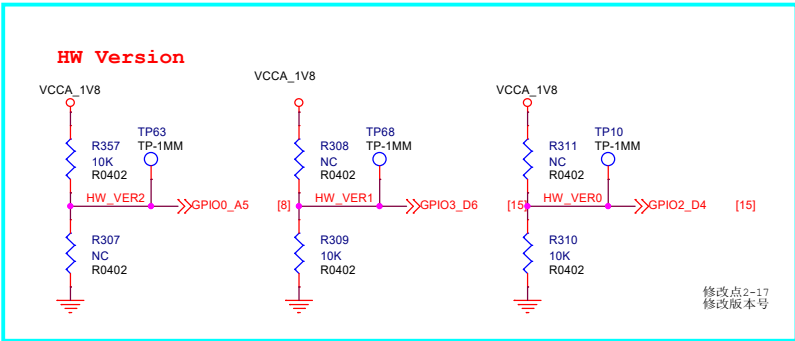 HW Version
VCCA_1V8
VCCA_1V8
VCCA_1V8
R357
10K
R0402
TP63
TP-1MM
R308
NC
R0402
TP68
TP-1MM
R311
NC
R0402
TP10
TP-1MM
HW_VER2
GPIO0_A5
[8]
HW_VER1
GPIO3_D6
[15]
HW_VER0
GPIO2_D4
[15]
R307
NC
R0402
R309
10K
R0402
R310
10K
R0402
修改点2-17
修改版本号